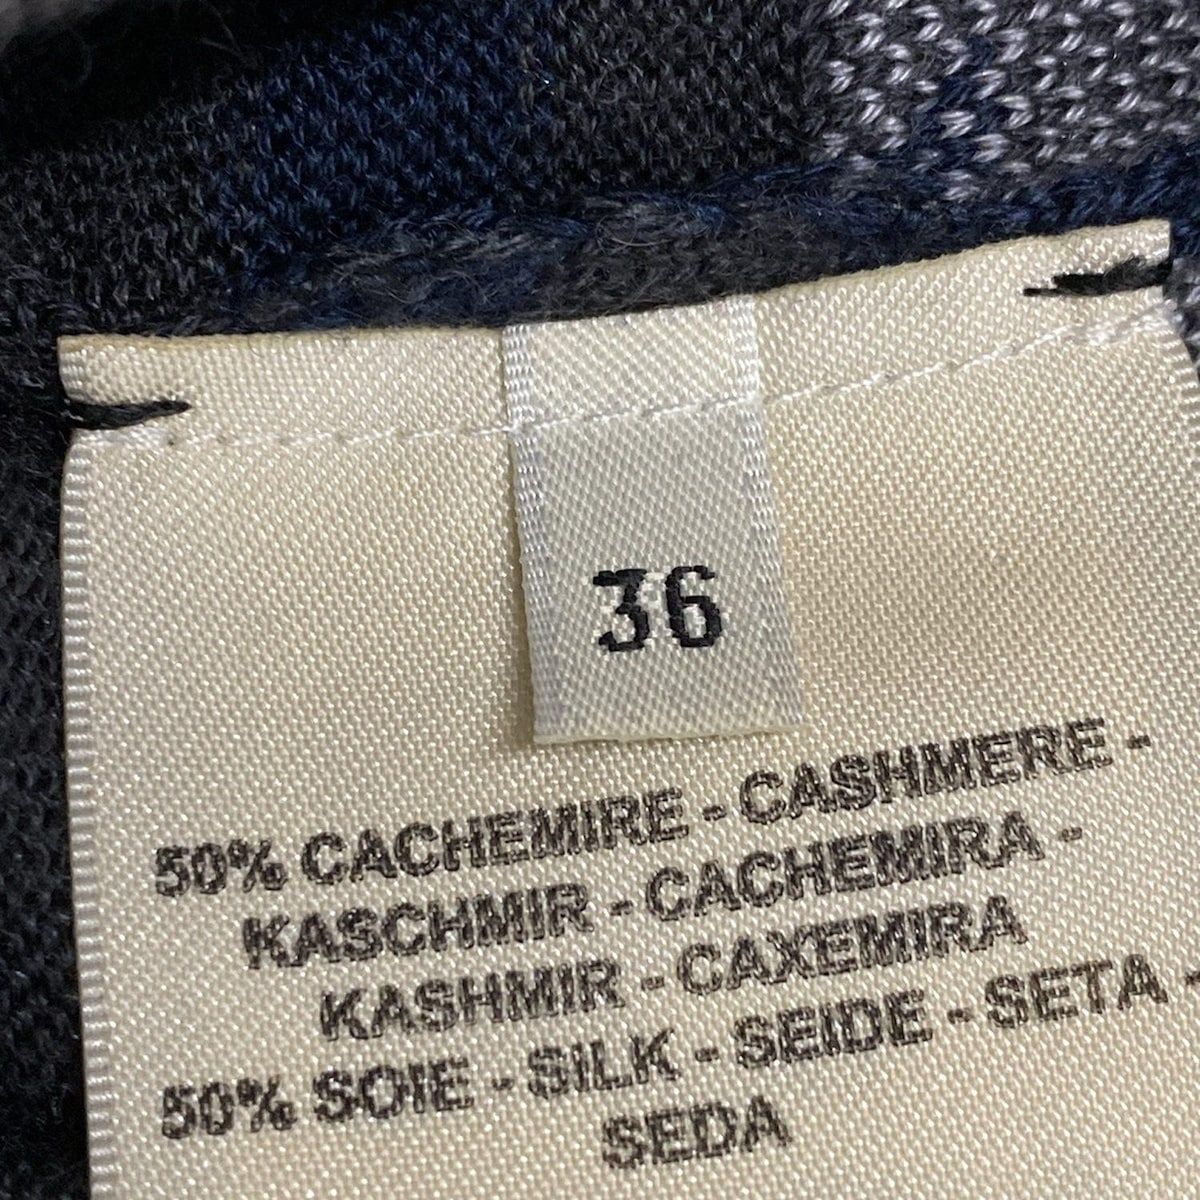 36
50% CACHEMIRE - CASHMERE -
KASCHMIR - CACHEMIRA -
KASHMIR - CAXEMIRA
50% SOIE - SILK - SEIDE - SETA -
SEDA